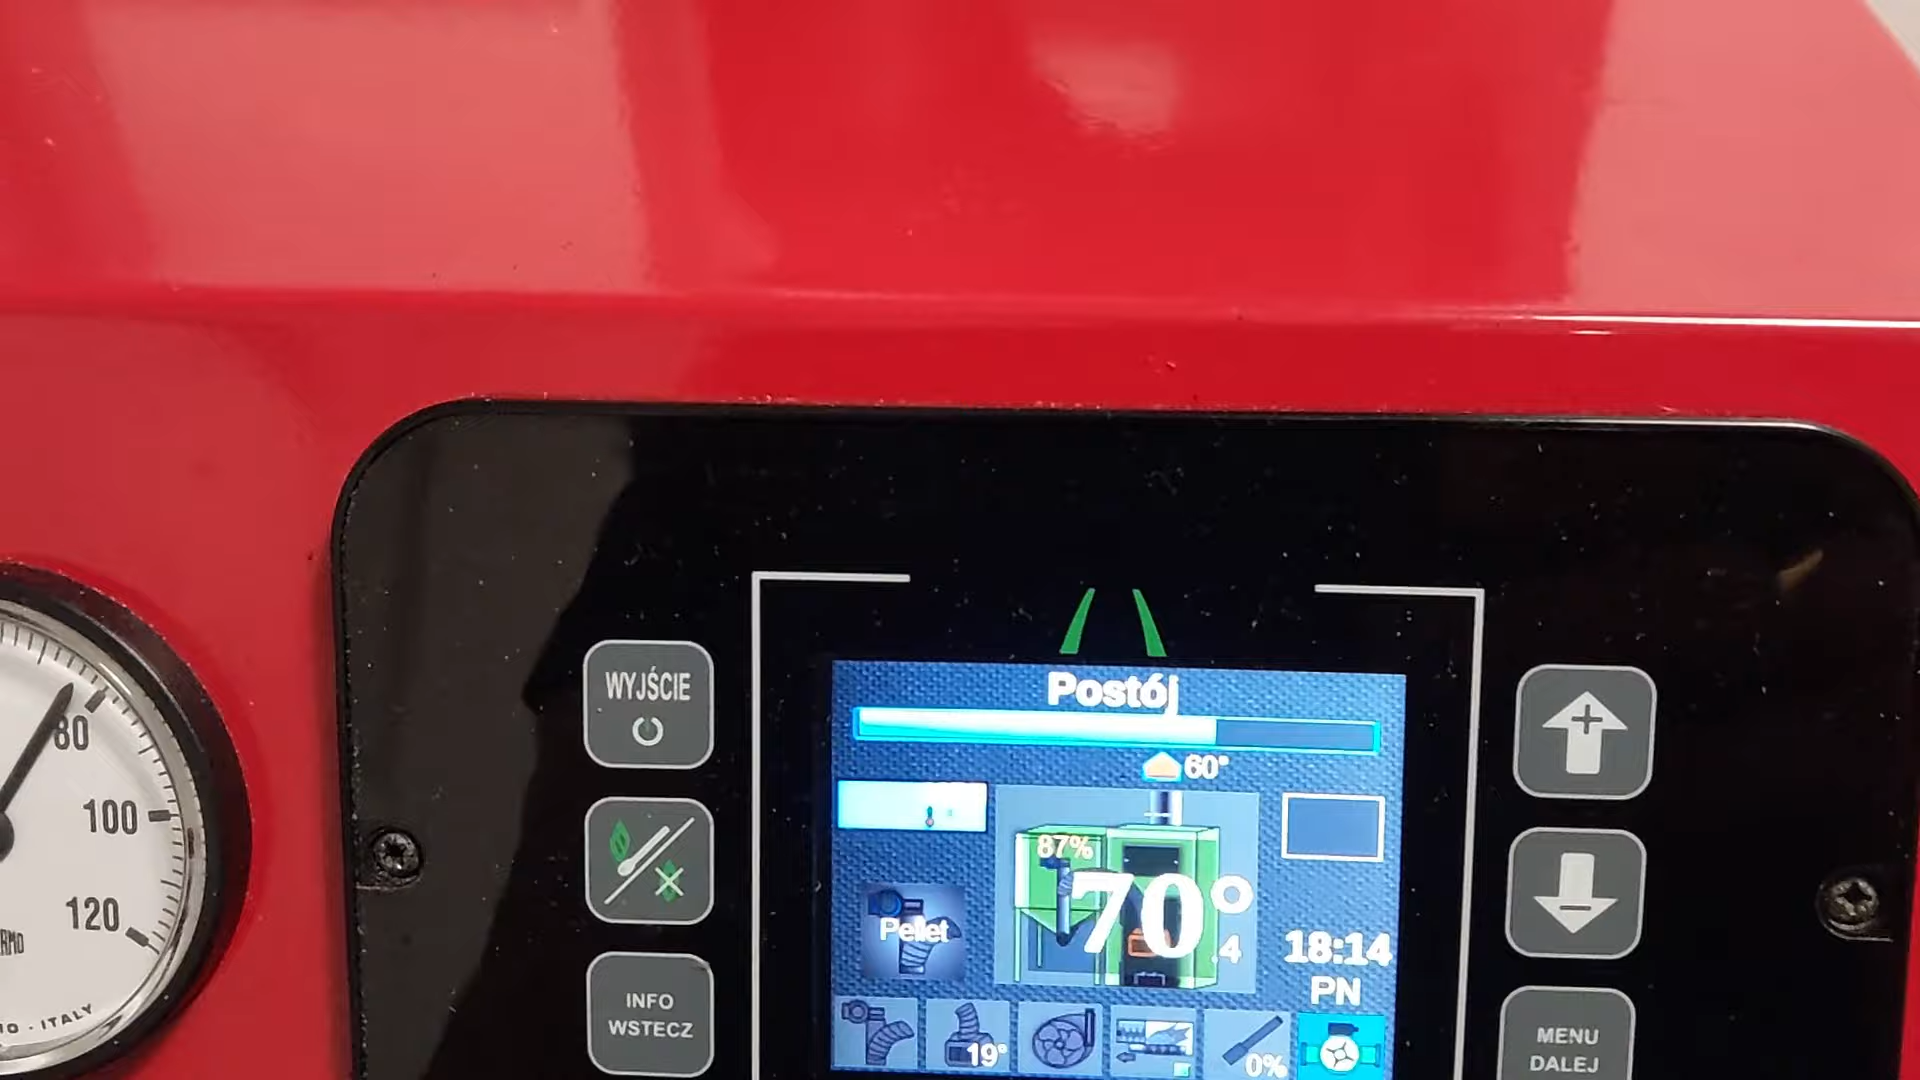 WYJŚCIE
INFO
WSTECZ
80
100
120
ITALY
Postój
60°
87%
70°
.4
Pellet
18:14
PN
19°
0%
MENU
DALEJ